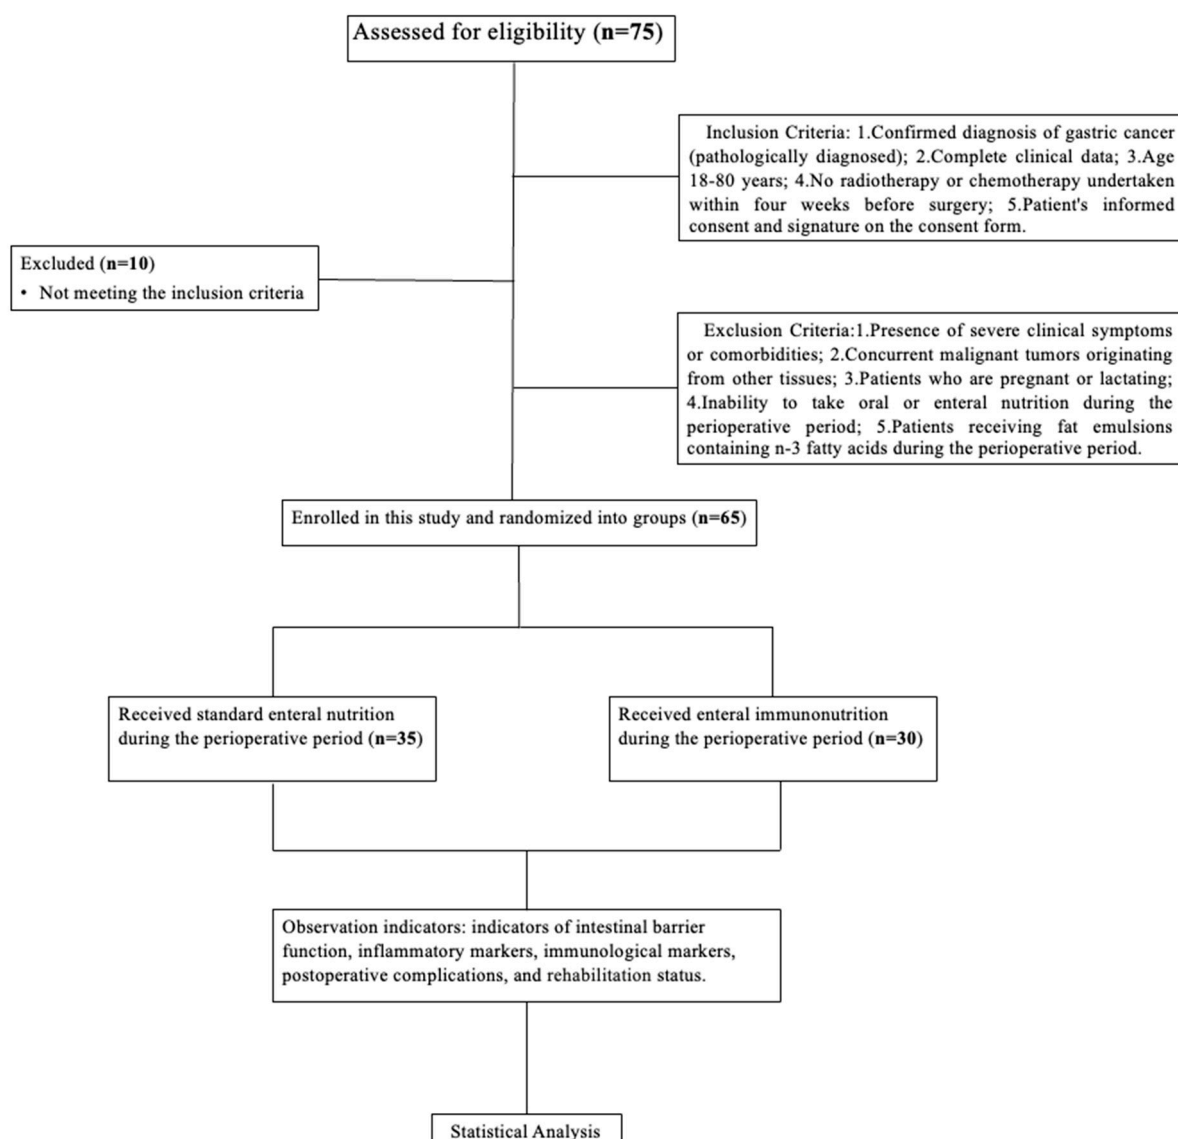 Assessed for eligibility (n=75)
Inclusion Criteria: 1.Confirmed diagnosis of gastric cancer
(pathologically diagnosed); 2.Complete clinical data; 3.Age
18-80 years; 4.No radiotherapy or chemotherapy undertaken
within four weeks before surgery; 5.Patient's informed
consent and signature on the consent form.
Excluded (n=10)
• Not meeting the inclusion criteria
Exclusion Criteria:1.Presence of severe clinical symptoms
or comorbidities; 2.Concurrent malignant tumors originating
from other tissues; 3.Patients who are pregnant or lactating;
4.Inability to take oral or enteral nutrition during the
perioperative period; 5.Patients receiving fat emulsions
containing n-3 fatty acids during the perioperative period.
Enrolled in this study and randomized into groups (n=65)
Received standard enteral nutrition
during the perioperative period (n=35)
Received enteral immunonutrition
during the perioperative period (n=30)
Observation indicators: indicators of intestinal barrier
function, inflammatory markers, immunological markers,
postoperative complications, and rehabilitation status.
Statistical Analysis